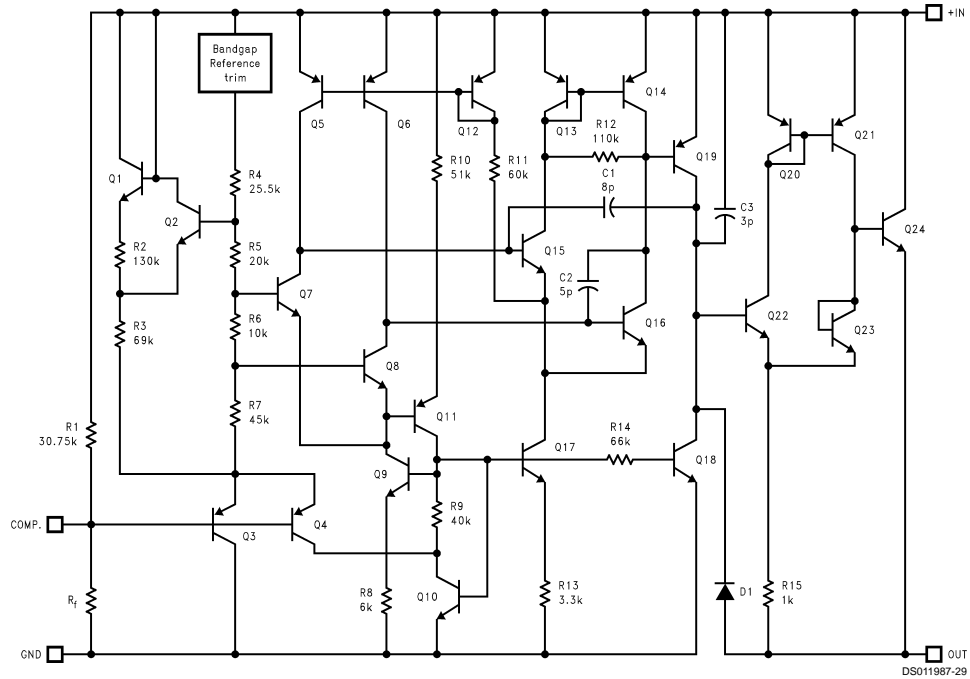 +IN
Bandgap
Reference
trim
Q5
Q6
Q12
Q13
Q14
R12
110k
Q19
Q20
Q21
Q1
R4
25.5k
R10
51k
R11
60k
C1
8p
C3
3p
Q2
Q24
R2
130k
R5
20k
Q15
C2
5p
Q7
Q16
Q22
Q23
R3
69k
R6
10k
Q8
R7
45k
Q11
R1
30.75k
R14
66k
Q17
Q18
Q9
R9
40k
COMP.
Q3
Q4
Rf
R8
6k
Q10
R13
3.3k
D1
R15
1k
GND
OUT
DS011987-29